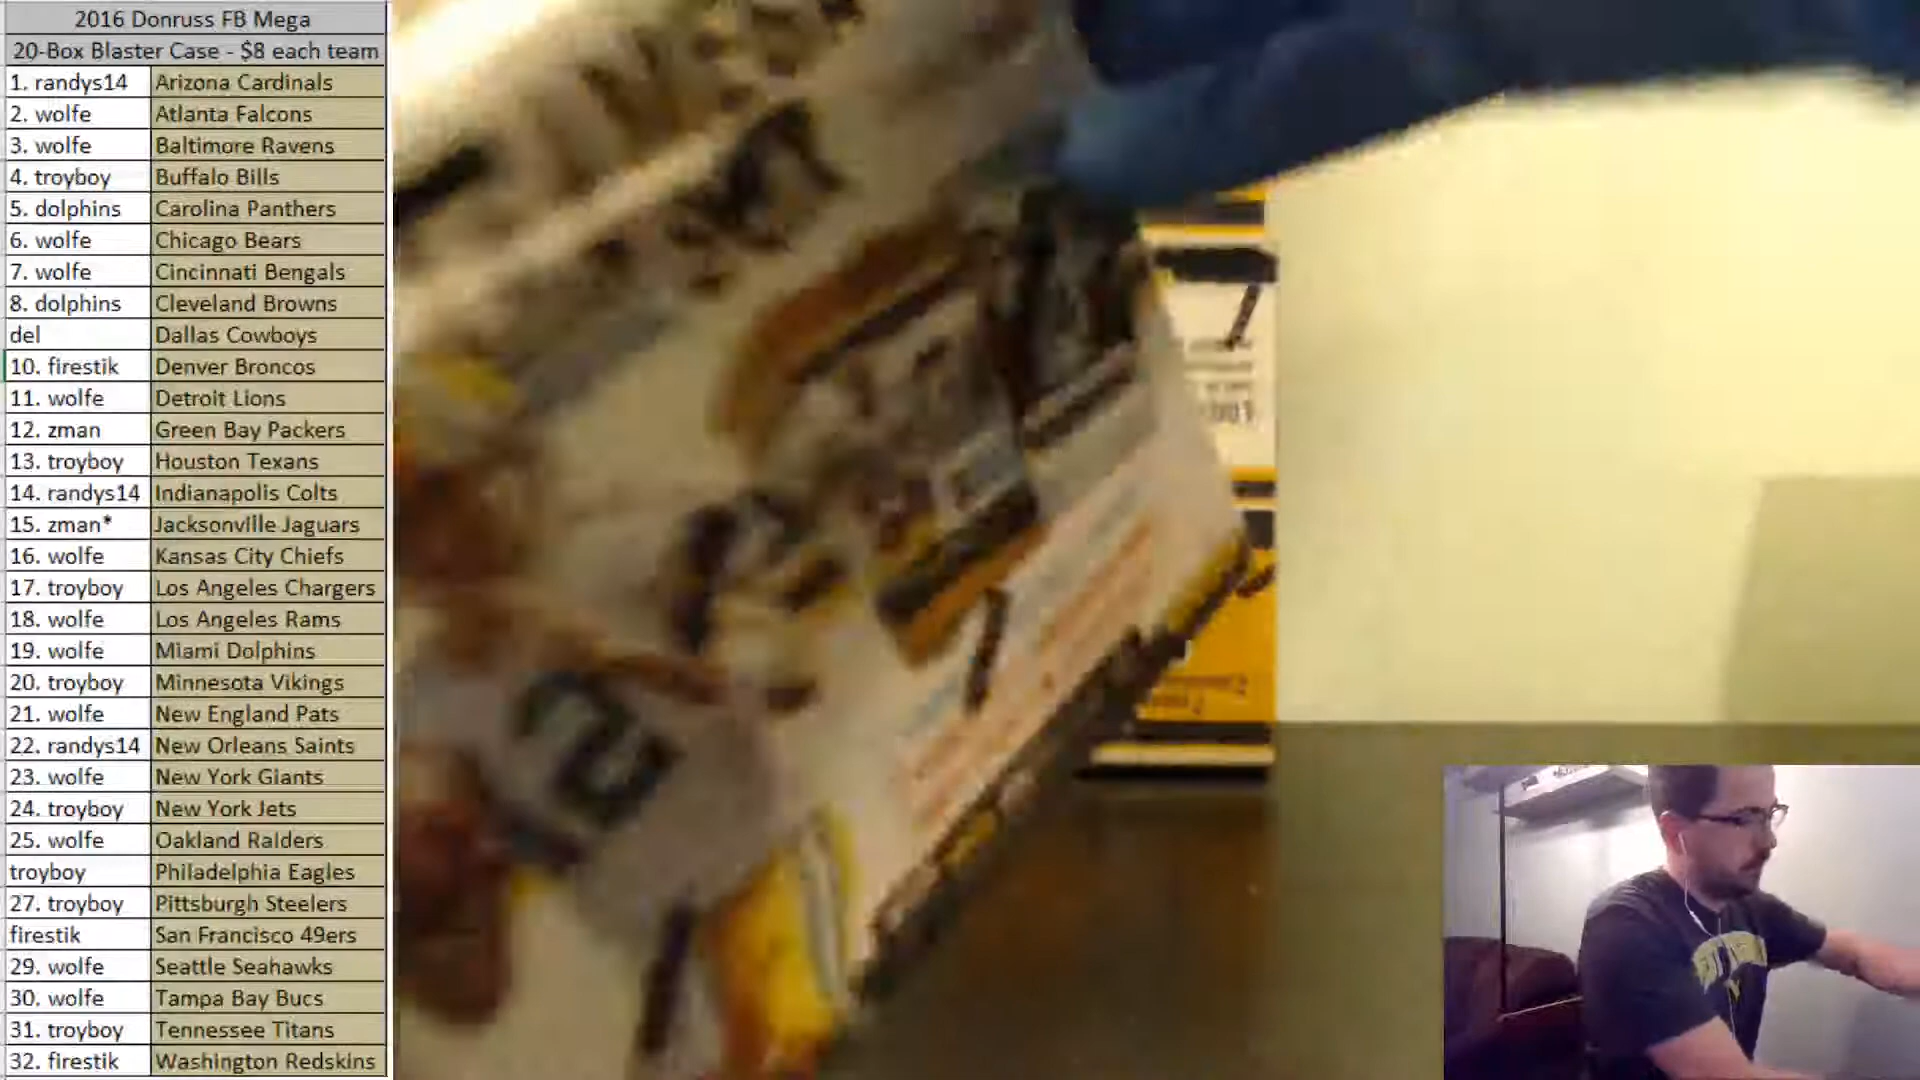 2016 Donruss FB Mega
20-Box Blaster Case - $8 each team
1. randys14 Arizona Cardinals
2. wolfe Atlanta Falcons
3. wolfe Baltimore Ravens
4. troyboy Buffalo Bills
5. dolphins Carolina Panthers
6. wolfe Chicago Bears
7. wolfe Cincinnati Bengals
8. dolphins Cleveland Browns
del Dallas Cowboys
10. firestik Denver Broncos
11. wolfe Detroit Lions
12. zman Green Bay Packers
13. troyboy Houston Texans
14. randys14 Indianapolis Colts
15. zman* Jacksonville Jaguars
16. wolfe Kansas City Chiefs
17. troyboy Los Angeles Chargers
18. wolfe Los Angeles Rams
19. wolfe Miami Dolphins
20. troyboy Minnesota Vikings
21. wolfe New England Pats
22. randys14 New Orleans Saints
23. wolfe New York Giants
24. troyboy New York Jets
25. wolfe Oakland Raiders
troyboy Philadelphia Eagles
27. troyboy Pittsburgh Steelers
firestik San Francisco 49ers
29. wolfe Seattle Seahawks
30. wolfe Tampa Bay Bucs
31. troyboy Tennessee Titans
32. firestik Washington Redskins